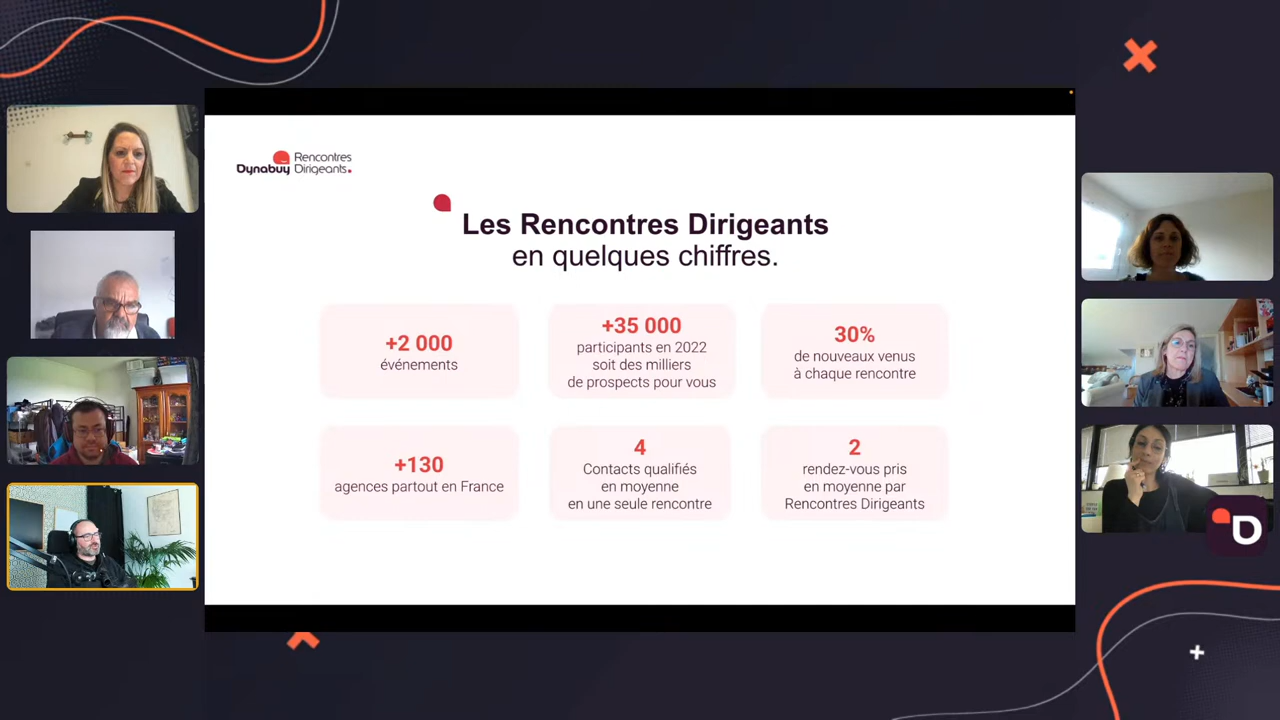 Dynabuy
Rencontres
Dirigeants.
Les Rencontres Dirigeants
en quelques chiffres.
+2 000
événements
+35 000
participants en 2022
soit des milliers
de prospects pour vous
30%
de nouveaux venus
à chaque rencontre
+130
agences partout en France
4
Contacts qualifiés
en moyenne
en une seule rencontre
2
rendez-vous pris
en moyenne par
Rencontres Dirigeants
D